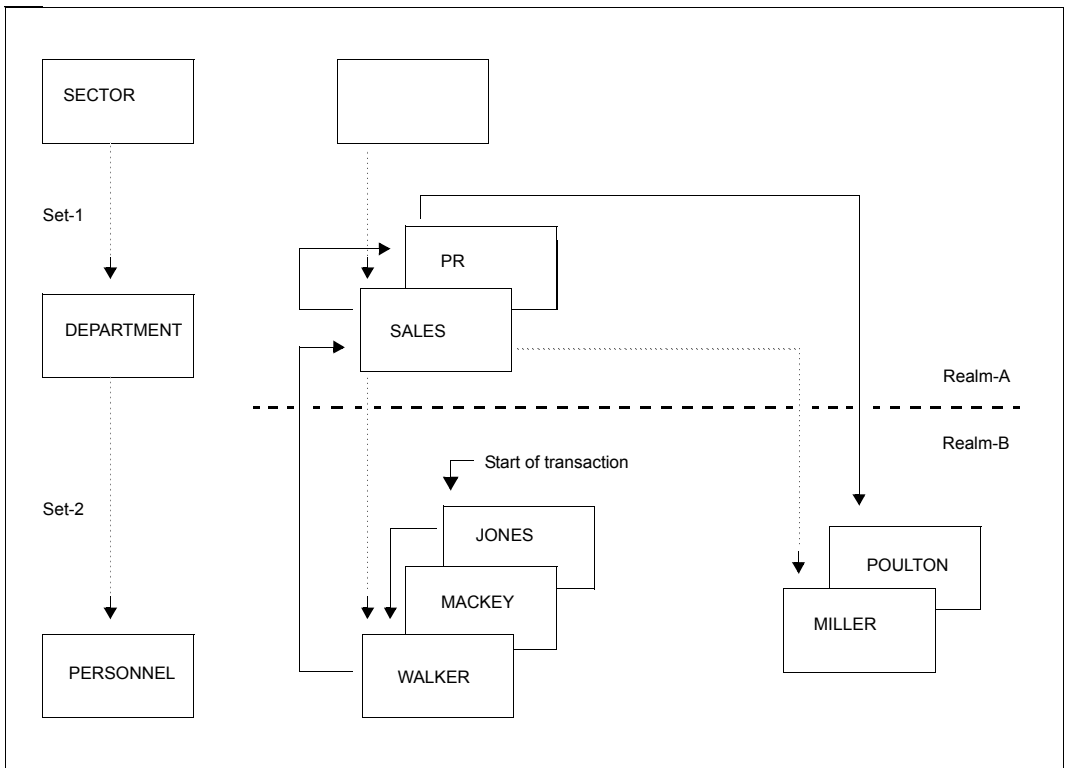 SECTOR
Set-1
PR
DEPARTMENT
SALES
Realm-A
Realm-B
Start of transaction
Set-2
JONES
POULTON
MACKEY
MILLER
PERSONNEL
WALKER